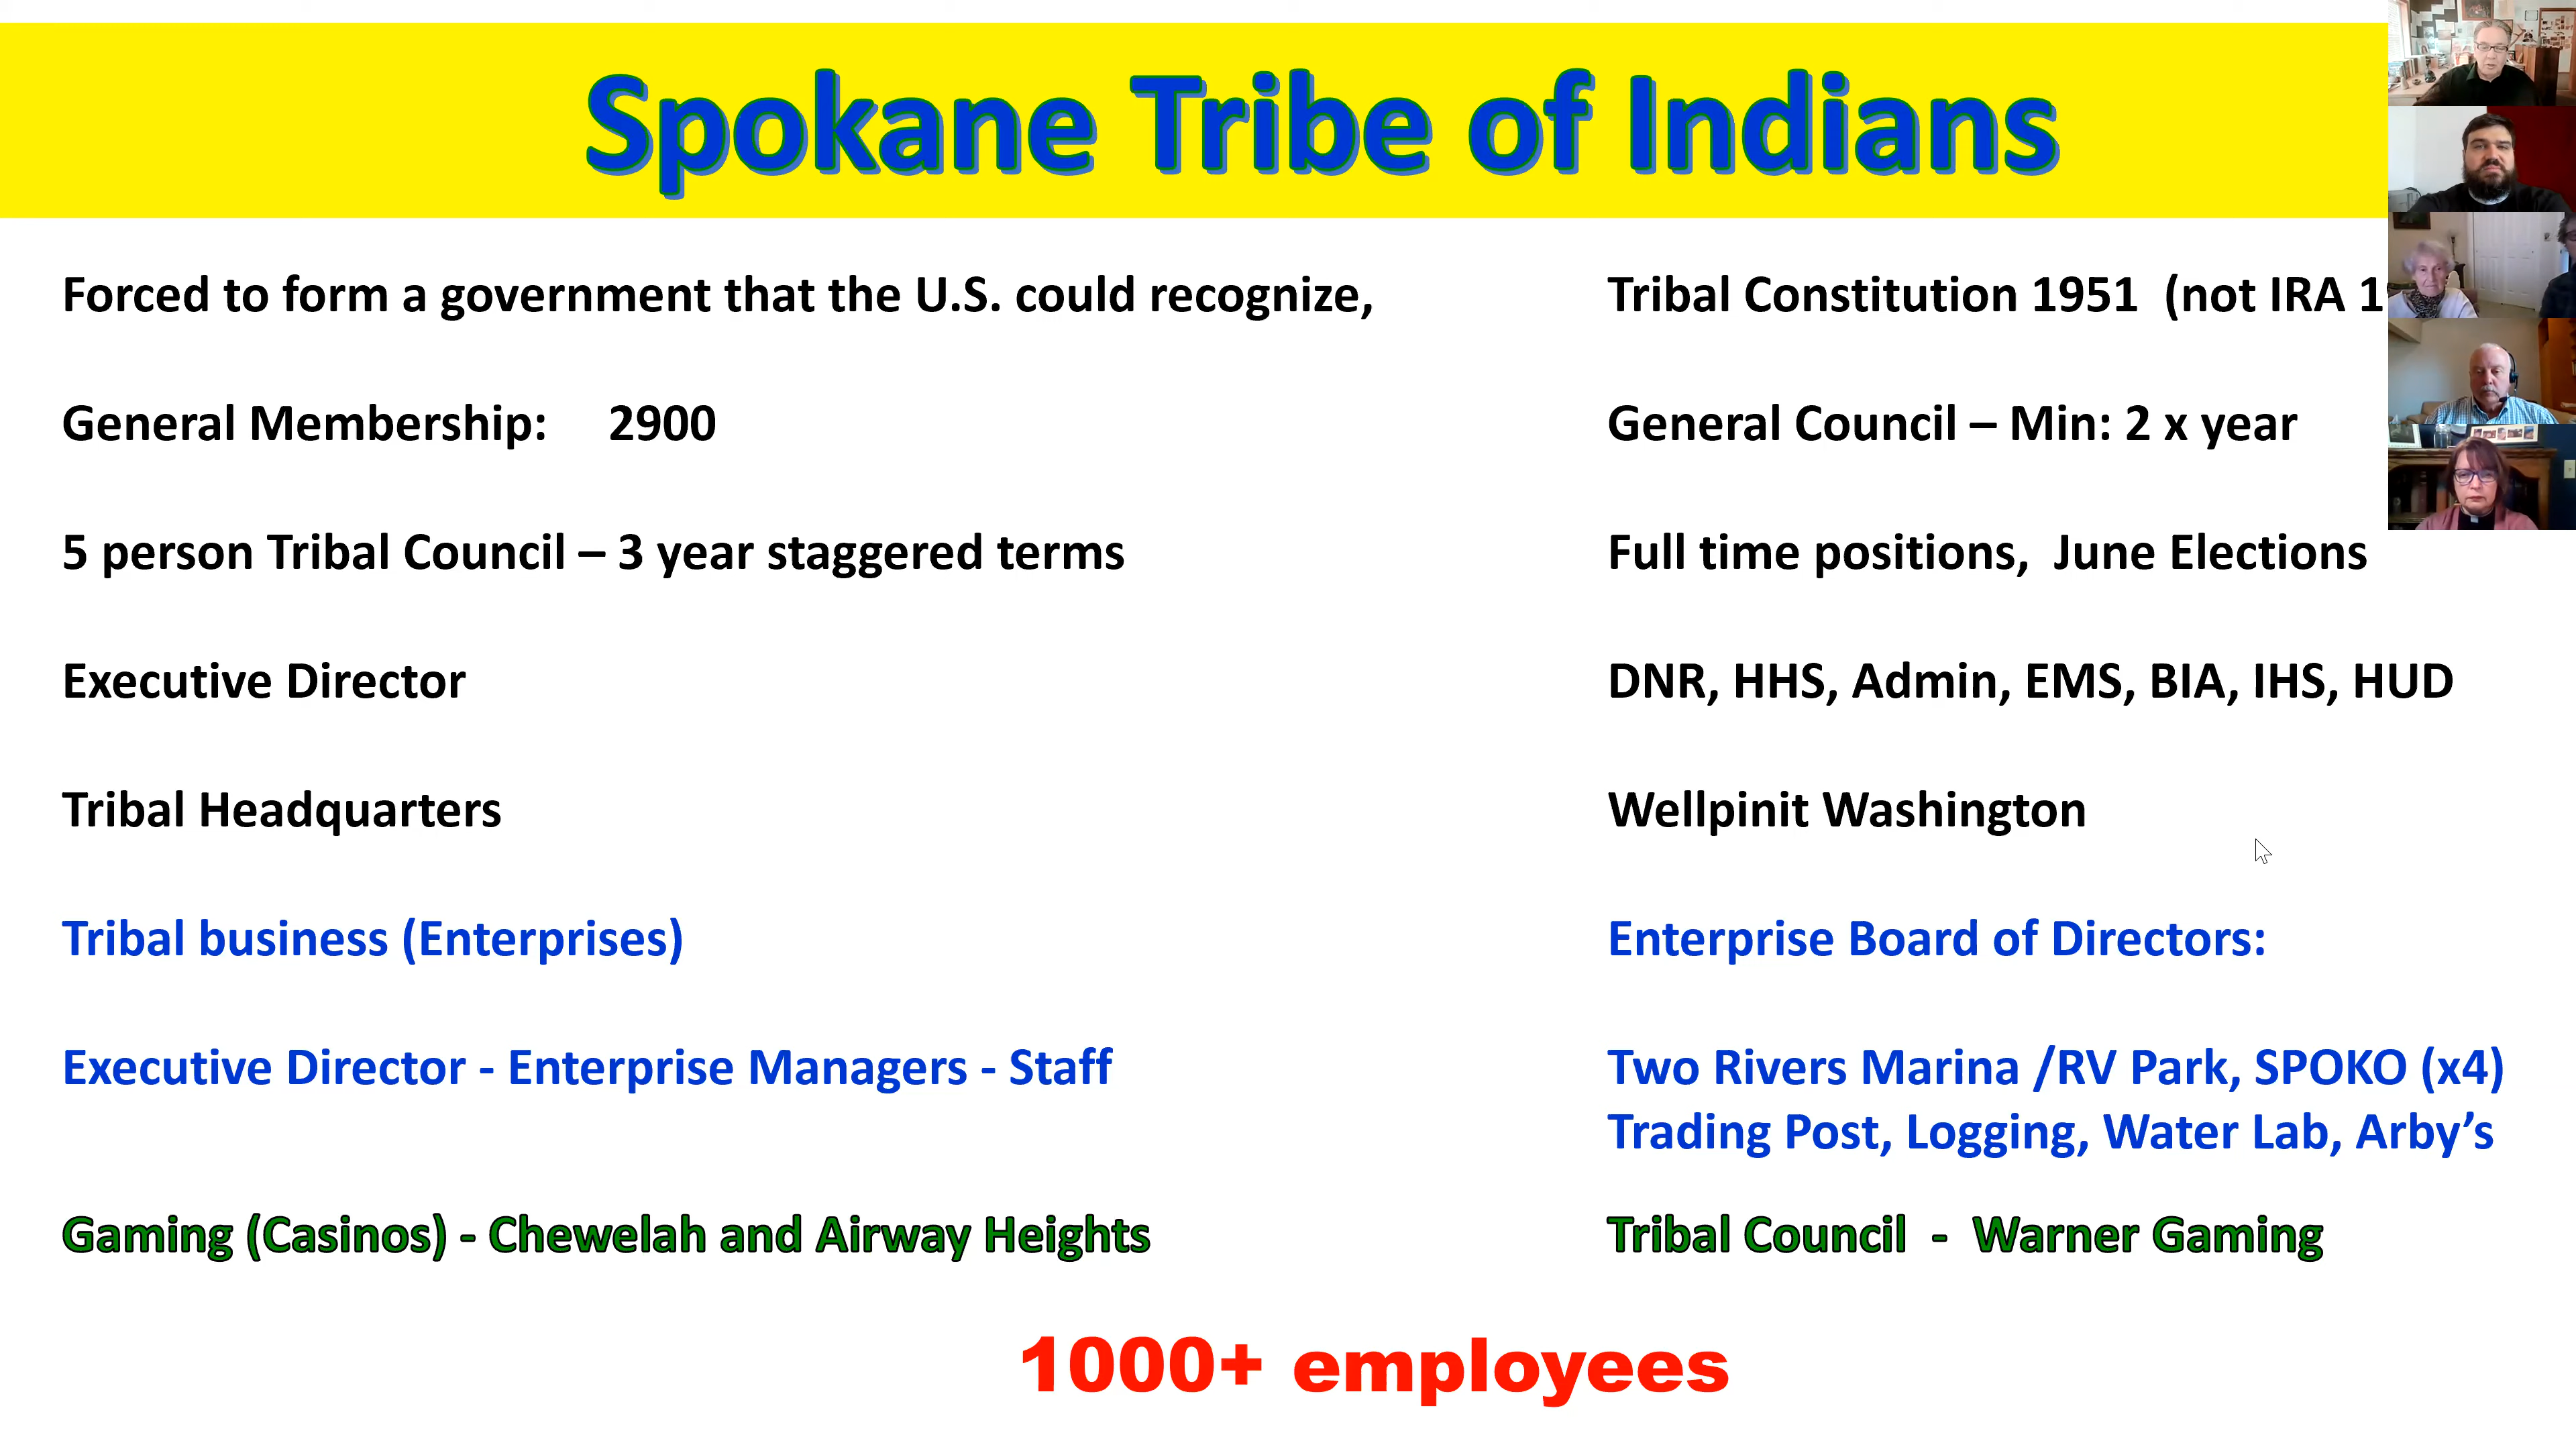 Spokane Tribe of Indians
Forced to form a government that the U.S. could recognize,
Tribal Constitution 1951 (not IRA 1
General Membership: 2900
General Council – Min: 2 x year
5 person Tribal Council – 3 year staggered terms
Full time positions, June Elections
Executive Director
DNR, HHS, Admin, EMS, BIA, IHS, HUD
Tribal Headquarters
Wellpinit Washington
Tribal business (Enterprises)
Enterprise Board of Directors:
Executive Director - Enterprise Managers - Staff
Two Rivers Marina /RV Park, SPOKO (x4)
Trading Post, Logging, Water Lab, Arby’s
Gaming (Casinos) - Chewelah and Airway Heights
Tribal Council - Warner Gaming
1000+ employees